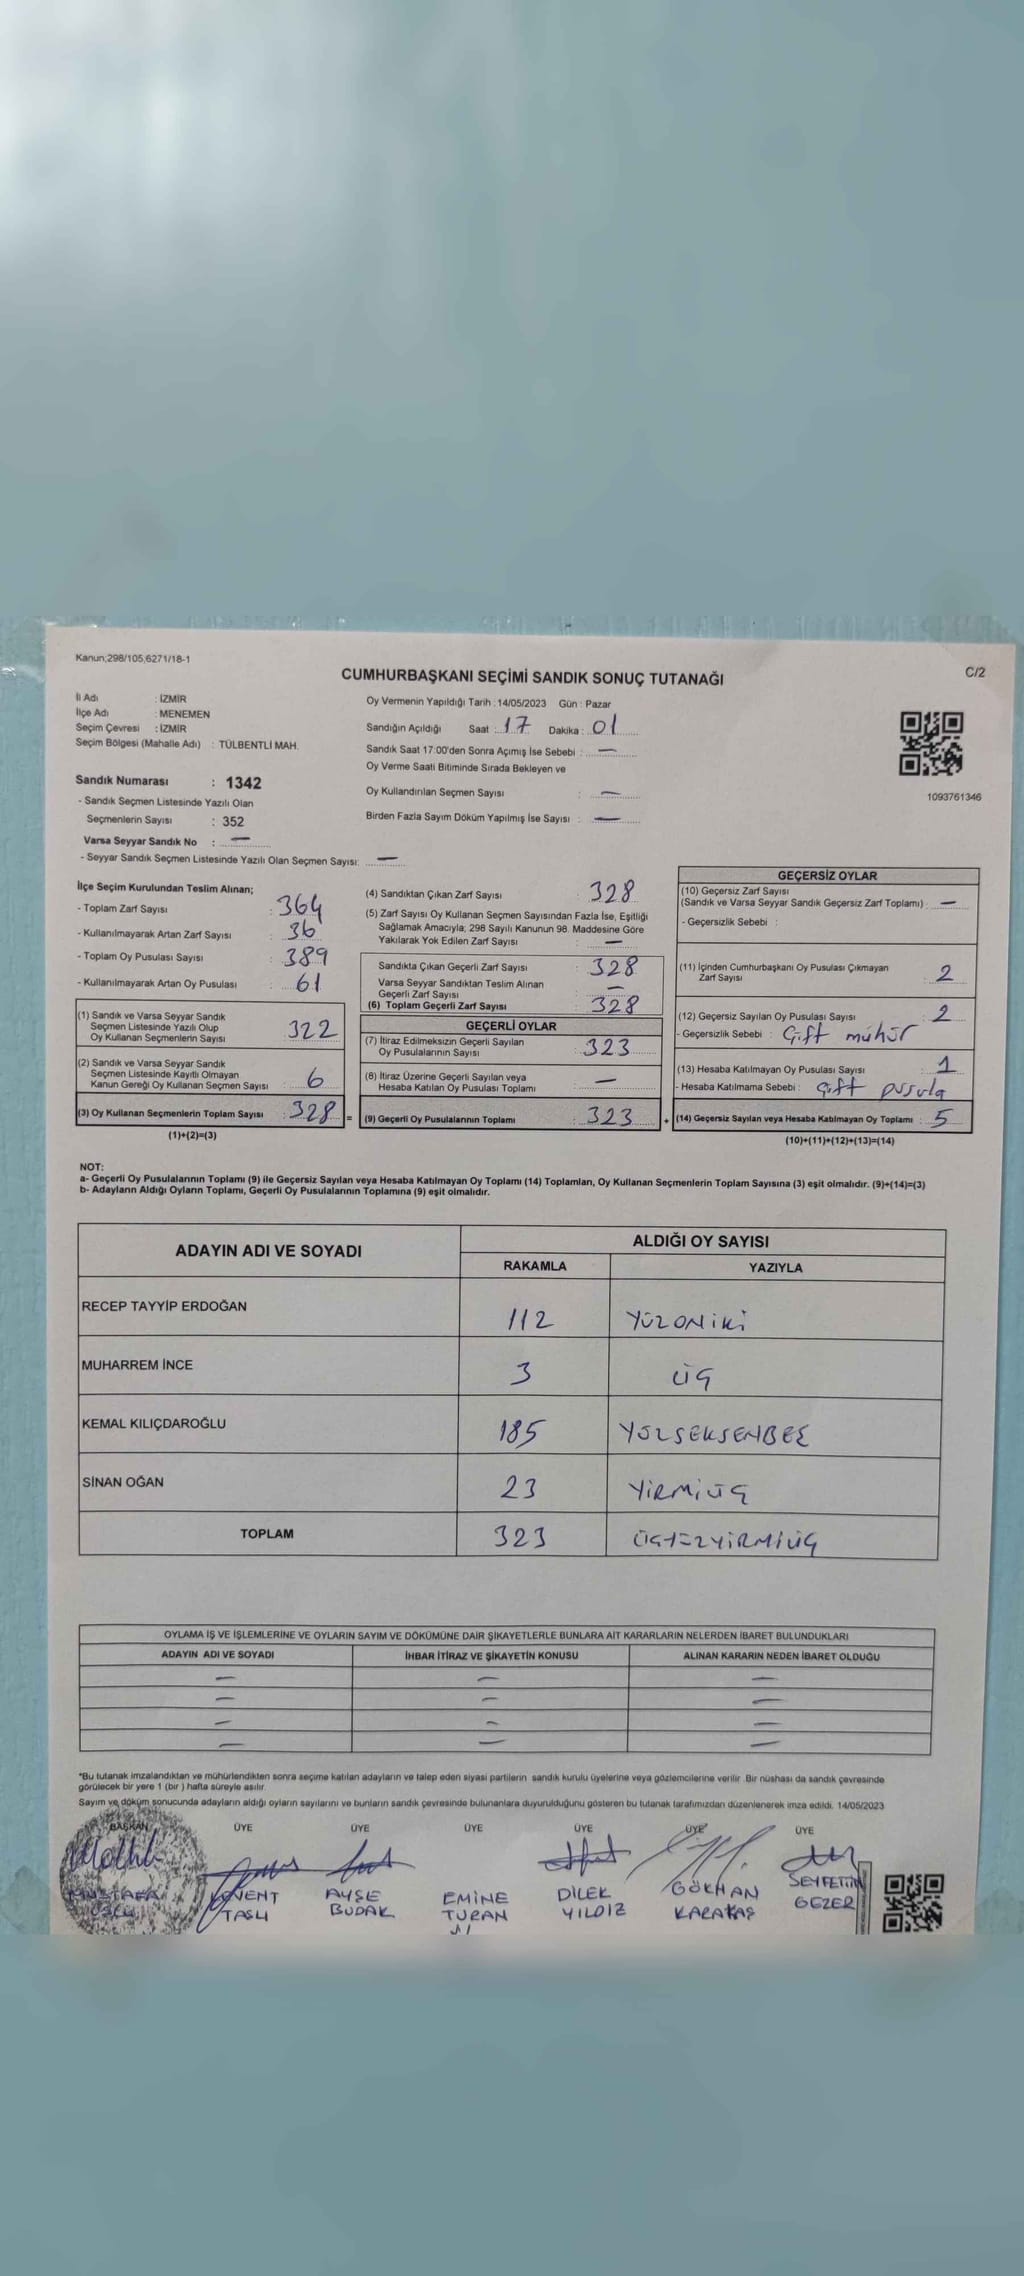 Kanun;298/105,6271/18-1
C/2
CUMHURBAŞKANI SEÇİMİ SANDIK SONUÇ TUTANAĞI
İl Adı : İZMİR
İlçe Adı : MENEMEN
Seçim Çevresi : İZMİR
Seçim Bölgesi (Mahalle Adı) : TÜLBENTLİ MAH.
Oy Vermenin Yapıldığı Tarih : 14/05/2023 Gün : Pazar
Sandığın Açıldığı Saat : 17 Dakika : 01
Sandık Saat 17:00'den Sonra Açımış İse Sebebi : —
Oy Verme Saati Bitiminde Sırada Bekleyen ve
Oy Kullandırılan Seçmen Sayısı : —
Birden Fazla Sayım Döküm Yapılmış İse Sayısı : —
1093761346
Sandık Numarası : 1342
- Sandık Seçmen Listesinde Yazılı Olan
Seçmenlerin Sayısı : 352
Varsa Seyyar Sandık No : —
- Seyyar Sandık Seçmen Listesinde Yazılı Olan Seçmen Sayısı: —
İlçe Seçim Kurulundan Teslim Alınan;
- Toplam Zarf Sayısı : 364
- Kullanılmayarak Artan Zarf Sayısı : 36
- Toplam Oy Pusulası Sayısı : 389
- Kullanılmayarak Artan Oy Pusulası : 61
(1) Sandık ve Varsa Seyyar Sandık
Seçmen Listesinde Yazılı Olup
Oy Kullanan Seçmenlerin Sayısı : 322
(2) Sandık ve Varsa Seyyar Sandık
Seçmen Listesinde Kayıtlı Olmayan
Kanun Gereği Oy Kullanan Seçmen Sayısı : 6
(3) Oy Kullanan Seçmenlerin Toplam Sayısı : 328 =
(1)+(2)=(3)
(4) Sandıktan Çıkan Zarf Sayısı : 328
(5) Zarf Sayısı Oy Kullanan Seçmen Sayısından Fazla İse, Eşitliği
Sağlamak Amacıyla; 298 Sayılı Kanunun 98. Maddesine Göre
Yakılarak Yok Edilen Zarf Sayısı : —
Sandıkta Çıkan Geçerli Zarf Sayısı : 328
Varsa Seyyar Sandıktan Teslim Alınan
Geçerli Zarf Sayısı : —
(6) Toplam Geçerli Zarf Sayısı : 328
GEÇERLİ OYLAR
(7) İtiraz Edilmeksizin Geçerli Sayılan
Oy Pusulalarının Sayısı : 323
(8) İtiraz Üzerine Geçerli Sayılan veya
Hesaba Katılan Oy Pusulaları Toplamı : —
(9) Geçerli Oy Pusulalarının Toplamı : 323 +
GEÇERSİZ OYLAR
(10) Geçersiz Zarf Sayısı
(Sandık ve Varsa Seyyar Sandık Geçersiz Zarf Toplamı) : —
- Geçersizlik Sebebi :
(11) İçinden Cumhurbaşkanı Oy Pusulası Çıkmayan
Zarf Sayısı : 2
(12) Geçersiz Sayılan Oy Pusulası Sayısı : 2
- Geçersizlik Sebebi : Çift mühür
(13) Hesaba Katılmayan Oy Pusulası Sayısı : 1
- Hesaba Katılmama Sebebi : Çift pusula
(14) Geçersiz Sayılan veya Hesaba Katılmayan Oy Toplamı : 5
(10)+(11)+(12)+(13)=(14)
NOT:
a- Geçerli Oy Pusulalarının Toplamı (9) ile Geçersiz Sayılan veya Hesaba Katılmayan Oy Toplamı (14) Toplamları, Oy Kullanan Seçmenlerin Toplam Sayısına (3) eşit olmalıdır. (9)+(14)=(3)
b- Adayların Aldığı Oyların Toplamı, Geçerli Oy Pusulalarının Toplamına (9) eşit olmalıdır.
ADAYIN ADI VE SOYADI
ALDIĞI OY SAYISI
RAKAMLA YAZIYLA
RECEP TAYYİP ERDOĞAN 112 YÜZONİKİ
MUHARREM İNCE 3 ÜÇ
KEMAL KILIÇDAROĞLU 185 YÜZSEKSENBEŞ
SİNAN OĞAN 23 YİRMİÜÇ
TOPLAM 323 ÜÇYÜZYİRMİÜÇ
OYLAMA İŞ VE İŞLEMLERİNE VE OYLARIN SAYIM VE DÖKÜMÜNE DAİR ŞİKAYETLERLE BUNLARA AİT KARARLARIN NELERDEN İBARET BULUNDUKLARI
ADAYIN ADI VE SOYADI İHBAR İTİRAZ VE ŞİKAYETİN KONUSU ALINAN KARARIN NEDEN İBARET OLDUĞU
— — —
— — —
— — —
— — —
*Bu tutanak imzalandıktan ve mühürlendikten sonra seçime katılan adayların ve talep eden siyasi partilerin sandık kurulu üyelerine veya gözlemcilerine verilir. Bir nüshası da sandık çevresinde
görülecek bir yere 1 (bir) hafta süreyle asılır.
Sayım ve döküm sonucunda adayların aldığı oyların sayılarını ve bunların sandık çevresinde bulunanlara duyurulduğunu gösteren bu tutanak tarafımızdan düzenlenerek imza edildi. 14/05/2023
BAŞKAN ÜYE ÜYE ÜYE ÜYE ÜYE ÜYE
MUSTAFA LEVENT AYŞE EMİNE DİLEK GÖKHAN SEYFETTİN
TAŞLI BUDAK TURAN YILDIZ KARAKAŞ GEZER